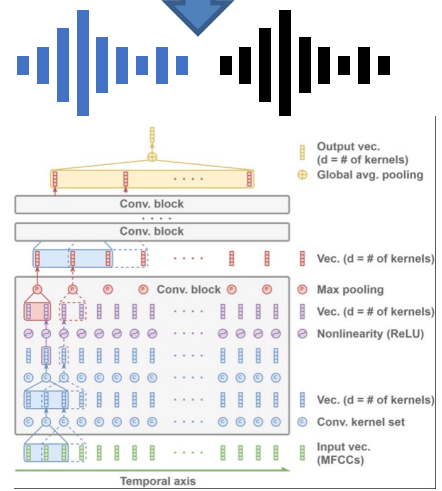 Output vec.
(d = # of kernels)
Global avg. pooling
Conv. block
Conv. block
Vec. (d = # of kernels)
Conv. block
P P P P P P
Max pooling
Vec. (d = # of kernels)
Nonlinearity (ReLU)
C C C C C C C C C C C C
Vec. (d = # of kernels)
C C C C C C C C C C C C
C Conv. kernel set
Input vec.
(MFCCs)
Temporal axis